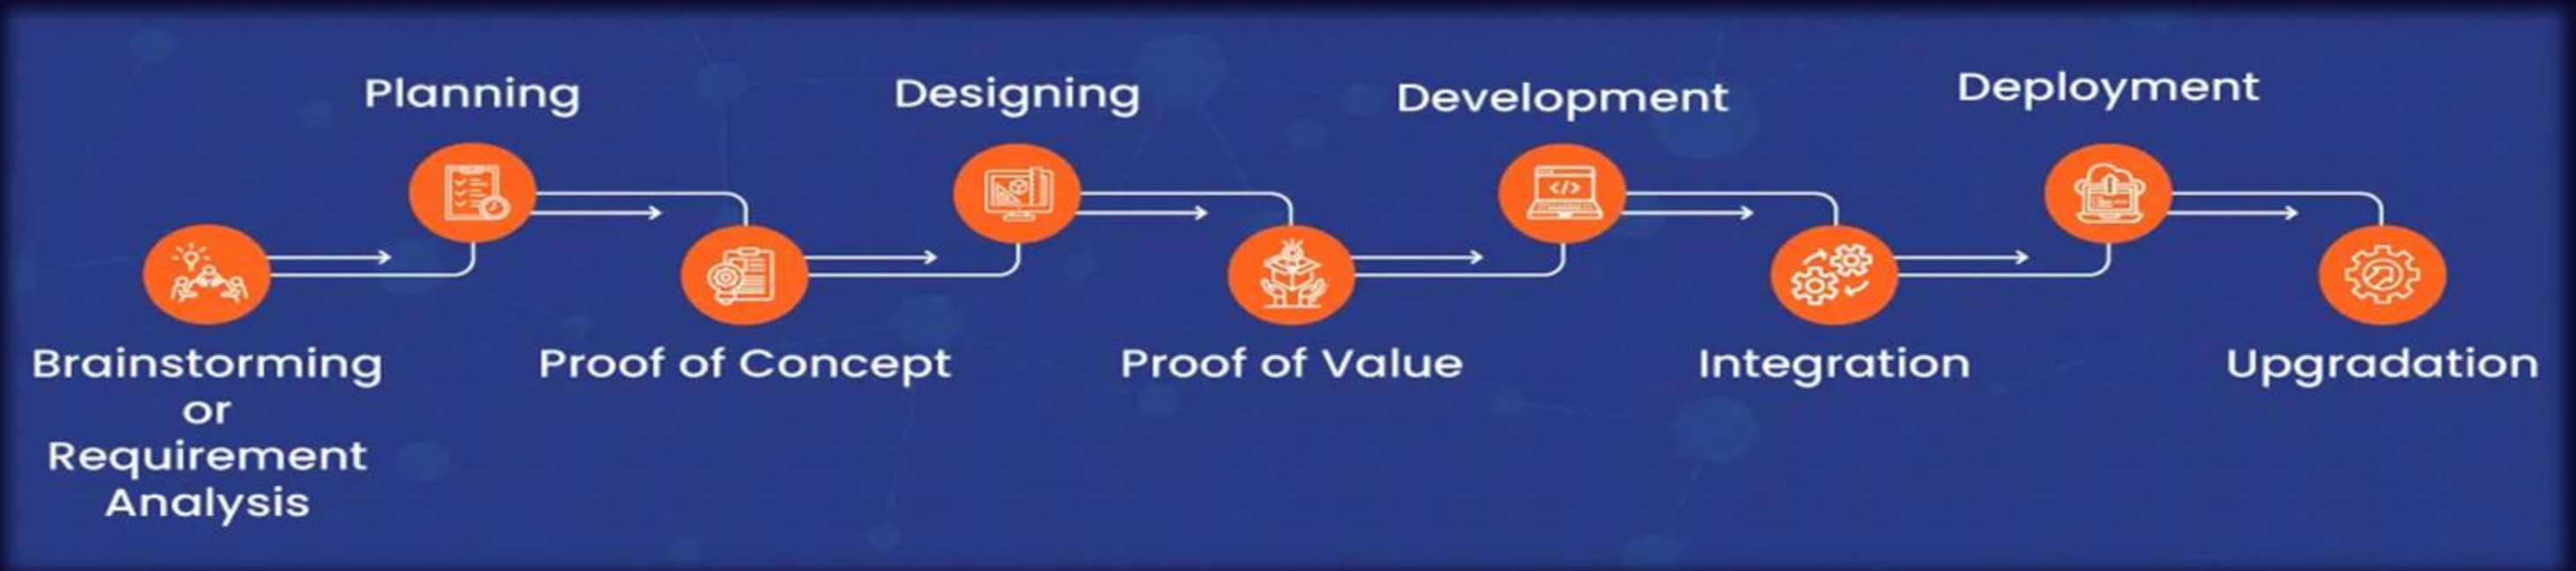 Brainstorming
or
Requirement
Analysis
Planning
Proof of Concept
Designing
Proof of Value
Development
Integration
Deployment
Upgradation